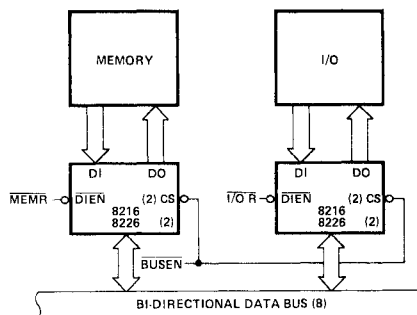 MEMORY
I/O
DI DO
DI DO
MEMR DIEN (2) CS
I/O R DIEN (2) CS
8216
8226 (2)
8216
8226 (2)
BUSEN
BI-DIRECTIONAL DATA BUS (8)